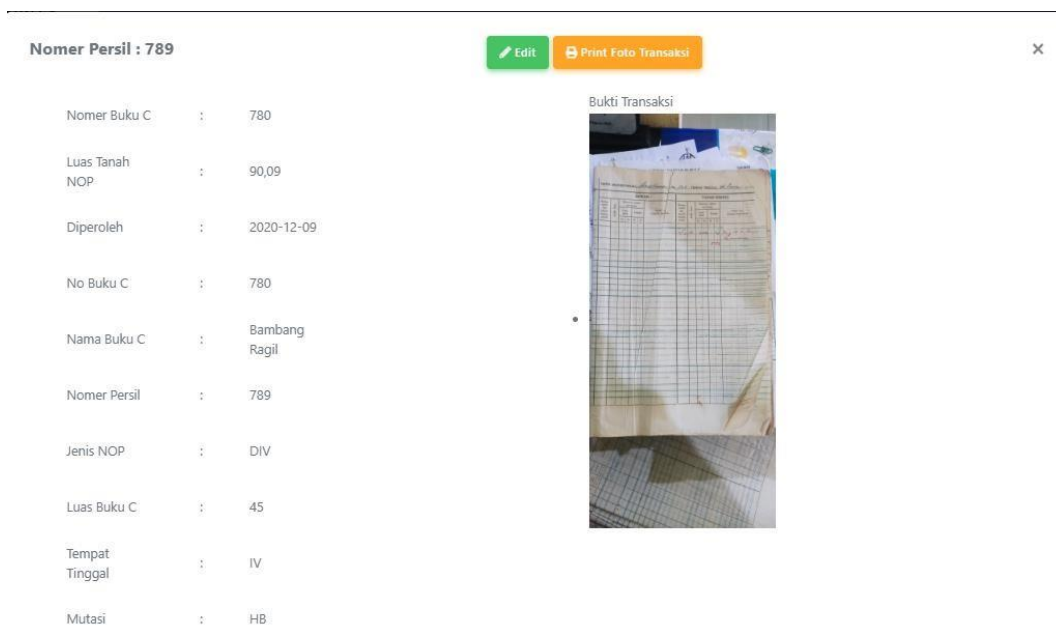 Nomer Persil : 789
Edit
Print Foto Transaksi
×
Nomer Buku C : 780
Luas Tanah
NOP : 90,09
Diperoleh : 2020-12-09
No Buku C : 780
Nama Buku C : Bambang
Ragil
Nomer Persil : 789
Jenis NOP : DIV
Luas Buku C : 45
Tempat
Tinggal : IV
Mutasi : HB
Bukti Transaksi